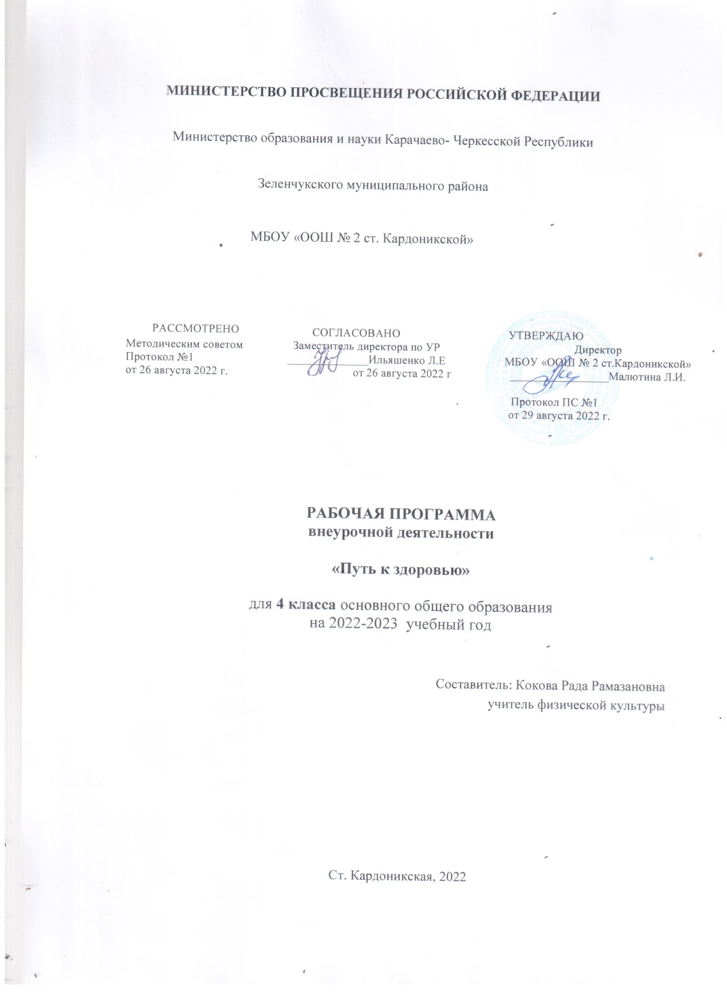 МИНИСТЕРСТВО ПРОСВЕЩЕНИЯ РОССИЙСКОЙ ФЕДЕРАЦИИ
Министерство образования и науки Карачаево- Черкесской Республики
Зеленчукского муниципального района
МБОУ «ООШ № 2 ст. Кардоникской»
РАССМОТРЕНО
Методическим советом
Протокол №1
от 26 августа 2022 г.
СОГЛАСОВАНО
Заместитель директора по УР
______________Ильяшенко Л.Е
от 26 августа 2022 г
УТВЕРЖДАЮ
Директор
МБОУ «ООШ № 2 ст.Кардоникской»
_________________Малютина Л.И.
Протокол ПС №1
от 29 августа 2022 г.
РАБОЧАЯ ПРОГРАММА
внеурочной деятельности
«Путь к здоровью»
для 4 класса основного общего образования
на 2022-2023 учебный год
Составитель: Кокова Рада Рамазановна
учитель физической культуры
Ст. Кардоникская, 2022